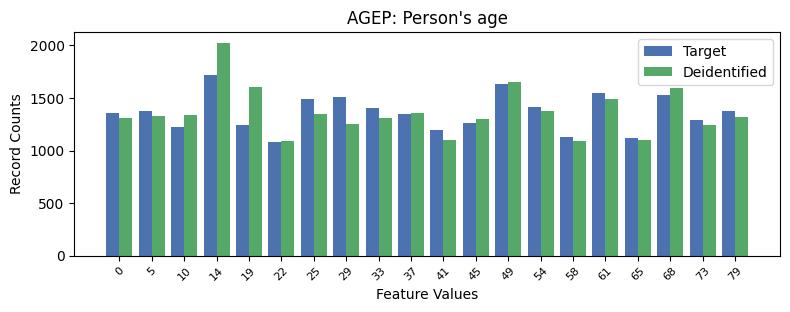 AGEP: Person's age
Record Counts
2000
1500
1000
500
0
Target
Deidentified
0 5 10 14 19 22 25 29 33 37 41 45 49 54 58 61 65 68 73 79
Feature Values